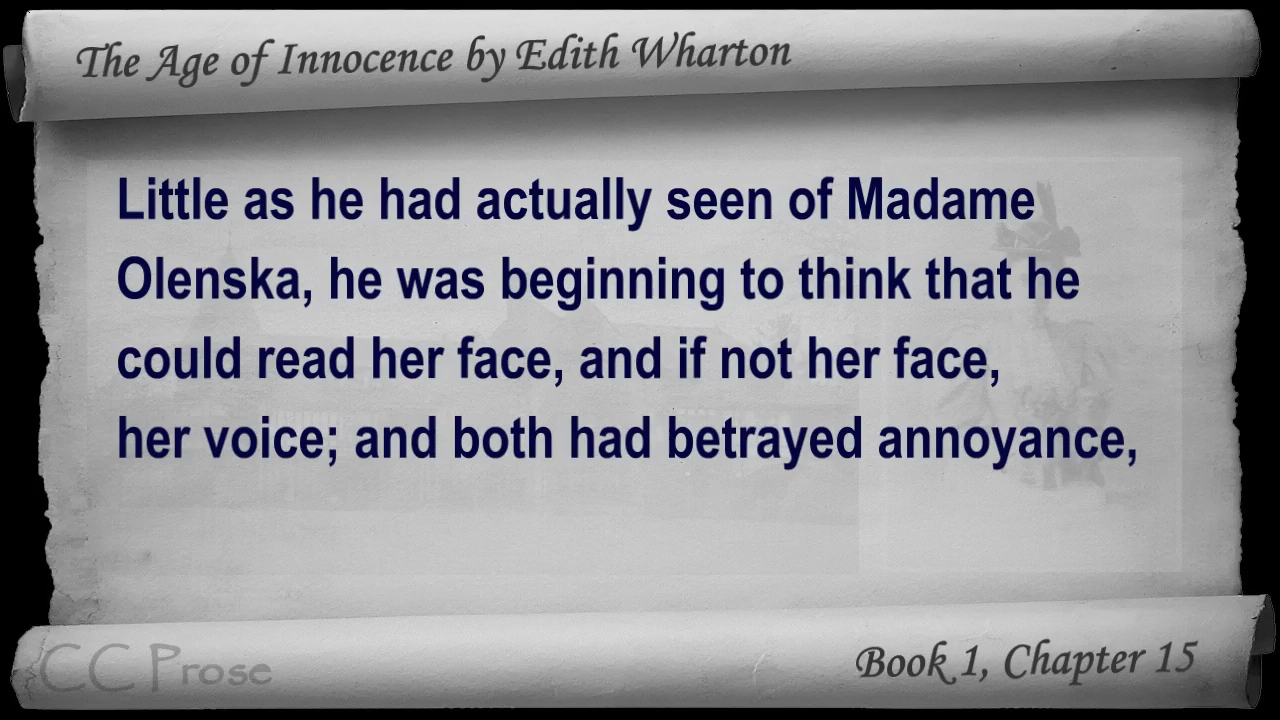 The Age of Innocence by Edith Wharton
Little as he had actually seen of Madame
Olenska, he was beginning to think that he
could read her face, and if not her face,
her voice; and both had betrayed annoyance,
CC Prose
Book 1, Chapter 15